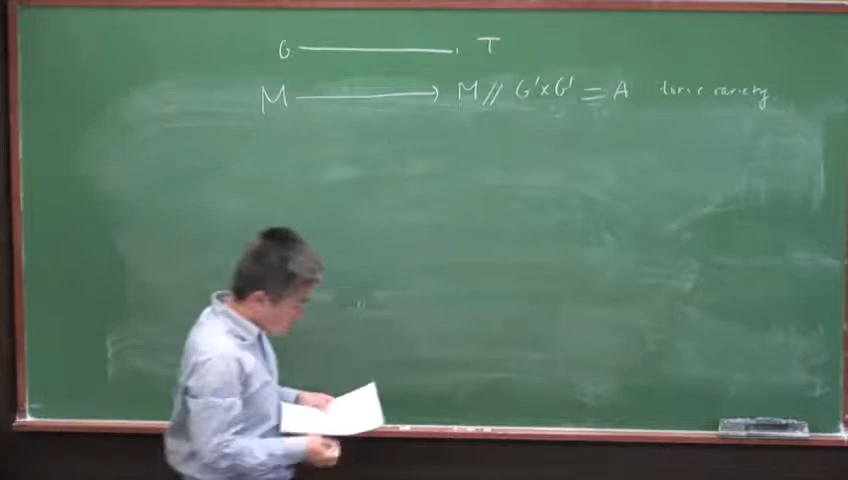 G → T
M → M // G'×G' = A toric variety.